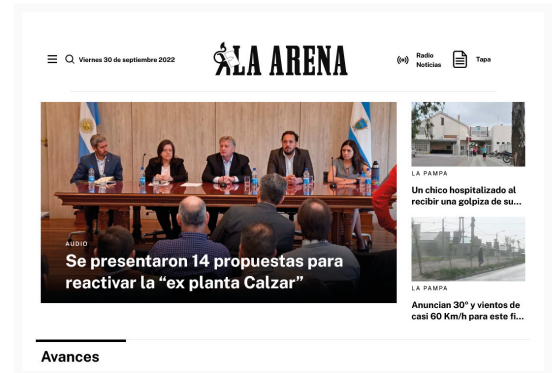 Viernes 30 de septiembre 2022
LA ARENA
Radio
Noticias
Tapa
AUDIO
Se presentaron 14 propuestas para
reactivar la “ex planta Calzar”
LA PAMPA
Un chico hospitalizado al
recibir una golpiza de su...
LA PAMPA
Anuncian 30º y vientos de
casi 60 Km/h para este fi...
Avances